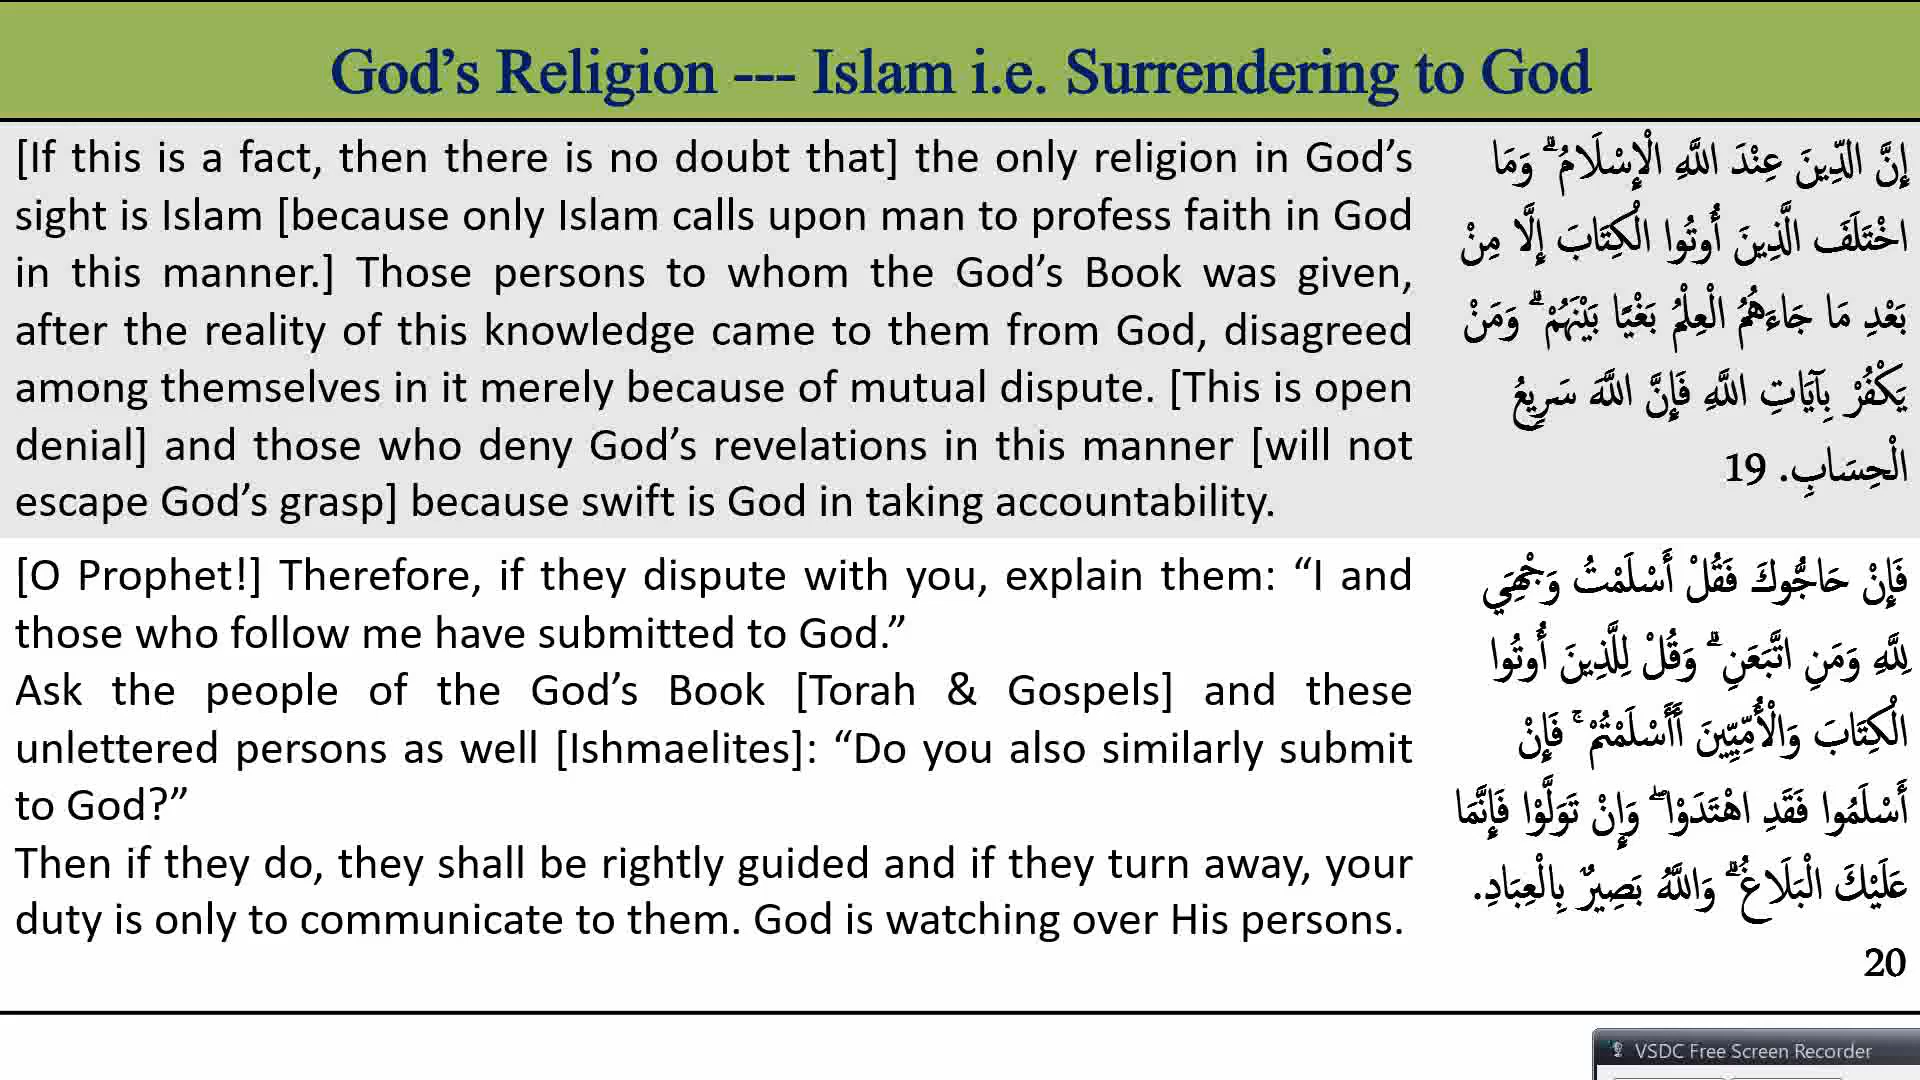 God’s Religion --- Islam i.e. Surrendering to God
[If this is a fact, then there is no doubt that] the only religion in God’s
sight is Islam [because only Islam calls upon man to profess faith in God
in this manner.] Those persons to whom the God’s Book was given,
after the reality of this knowledge came to them from God, disagreed
among themselves in it merely because of mutual dispute. [This is open
denial] and those who deny God’s revelations in this manner [will not
escape God’s grasp] because swift is God in taking accountability.
إِنَّ الدِّينَ عِنْدَ اللَّهِ الْإِسْلَامُ ۗ وَمَا
اخْتَلَفَ الَّذِينَ أُوتُوا الْكِتَابَ إِلَّا مِنْ
بَعْدِ مَا جَاءَهُمُ الْعِلْمُ بَغْيًا بَيْنَهُمْ ۗ وَمَنْ
يَكْفُرْ بِآيَاتِ اللَّهِ فَإِنَّ اللَّهَ سَرِيعُ
الْحِسَابِ. 19
[O Prophet!] Therefore, if they dispute with you, explain them: “I and
those who follow me have submitted to God.”
Ask the people of the God’s Book [Torah & Gospels] and these
unlettered persons as well [Ishmaelites]: “Do you also similarly submit
to God?”
Then if they do, they shall be rightly guided and if they turn away, your
duty is only to communicate to them. God is watching over His persons.
فَإِنْ حَاجُّوكَ فَقُلْ أَسْلَمْتُ وَجْهِيَ
لِلَّهِ وَمَنِ اتَّبَعَنِ ۗ وَقُلْ لِلَّذِينَ أُوتُوا
الْكِتَابَ وَالْأُمِّيِّينَ أَأَسْلَمْتُمْ ۚ فَإِنْ
أَسْلَمُوا فَقَدِ اهْتَدَوْا ۖ وَإِنْ تَوَلَّوْا فَإِنَّمَا
عَلَيْكَ الْبَلَاغُ ۗ وَاللَّهُ بَصِيرٌ بِالْعِبَادِ.
20
VSDC Free Screen Recorder